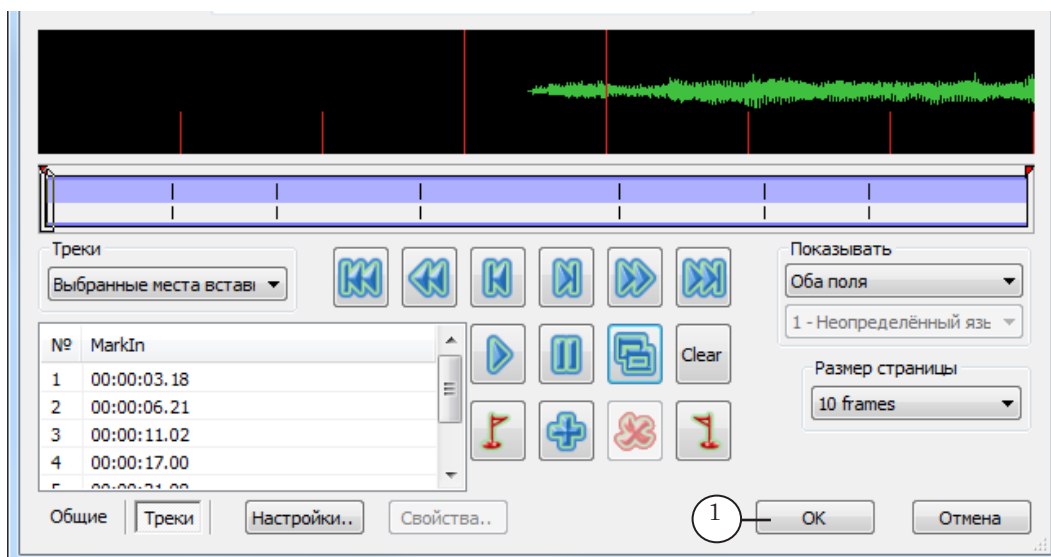 Треки
Показывать
Выбранные места встав
Оба поля
1 - Неопределённый язь
№ MarkIn
Clear
1 00:00:03.18
Размер страницы
2 00:00:06.21
10 frames
3 00:00:11.02
4 00:00:17.00
Общие Треки Настройки.. Свойства.. 1 OK Отмена